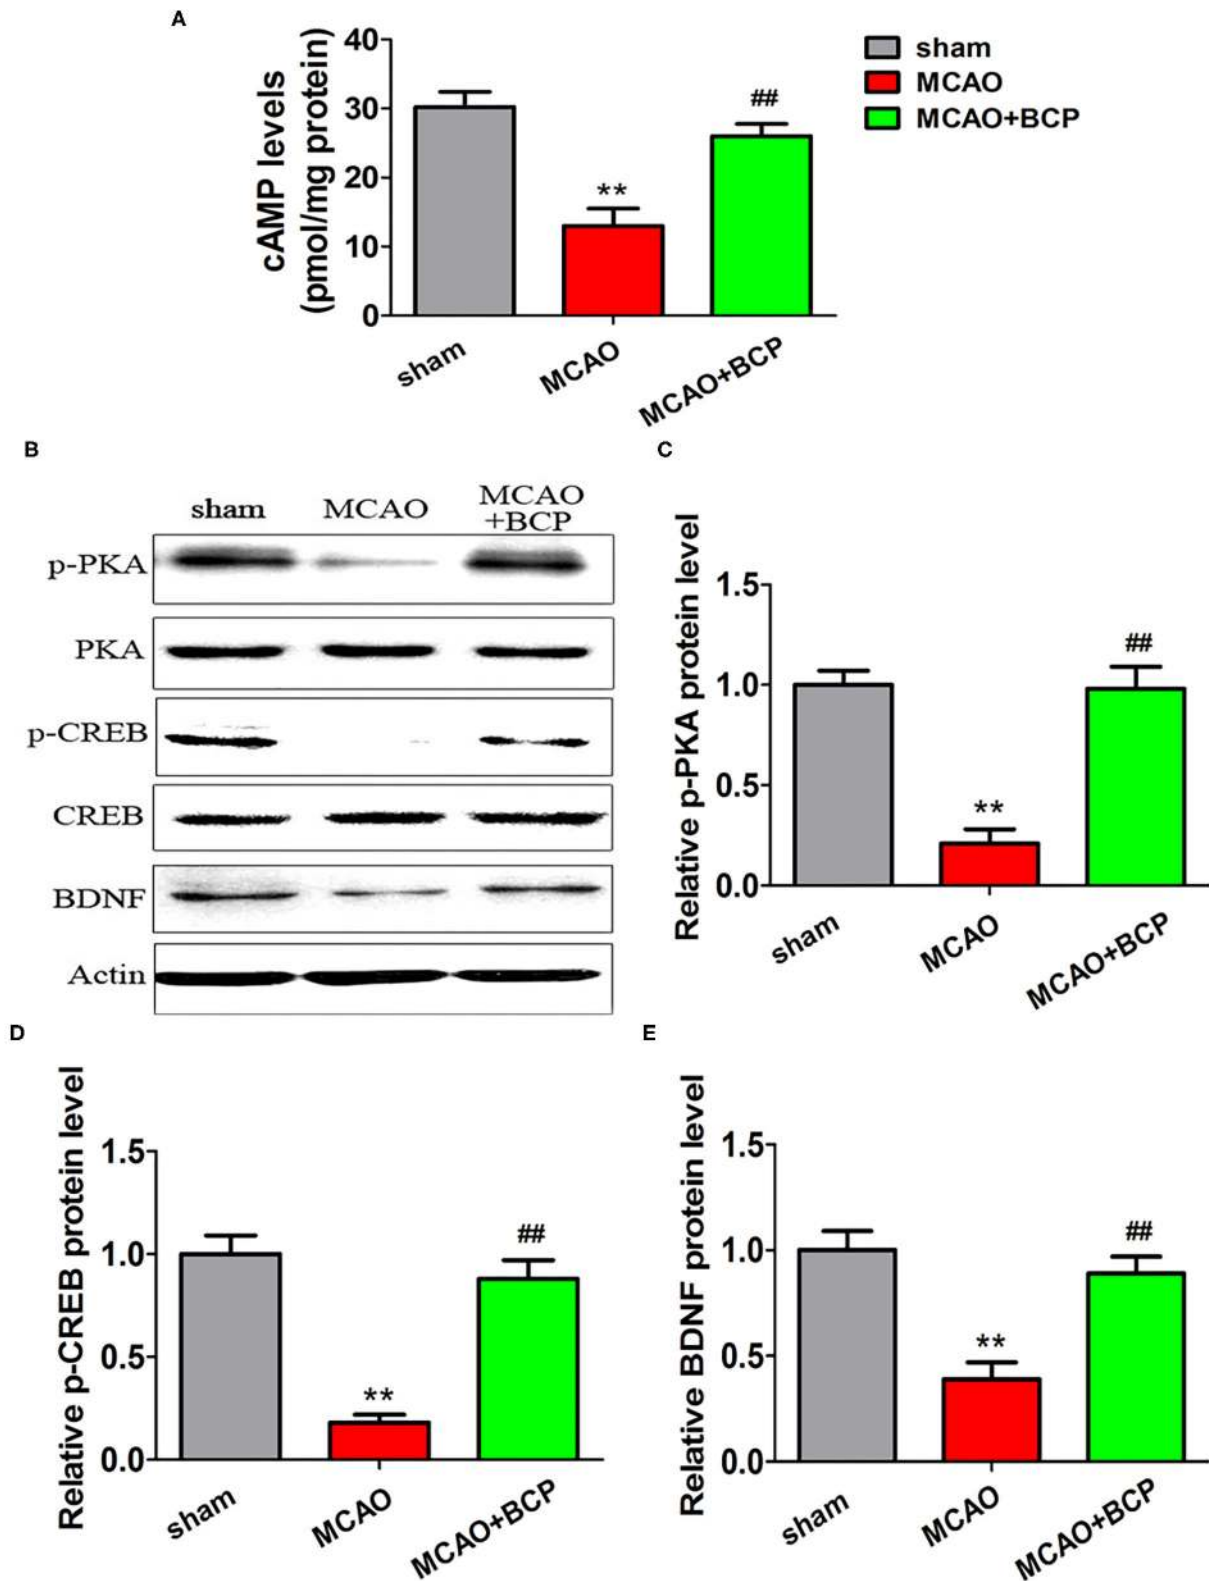 A
cAMP levels
(pmol/mg protein)
40
30
20
10
0
**
##
sham
MCAO
MCAO+BCP
sham
MCAO
MCAO+BCP
B
sham
MCAO
MCAO
+BCP
p-PKA
PKA
p-CREB
CREB
BDNF
Actin
C
Relative p-PKA protein level
1.5
1.0
0.5
0.0
**
##
sham
MCAO
MCAO+BCP
D
Relative p-CREB protein level
1.5
1.0
0.5
0.0
**
##
sham
MCAO
MCAO+BCP
E
Relative BDNF protein level
1.5
1.0
0.5
0.0
**
##
sham
MCAO
MCAO+BCP